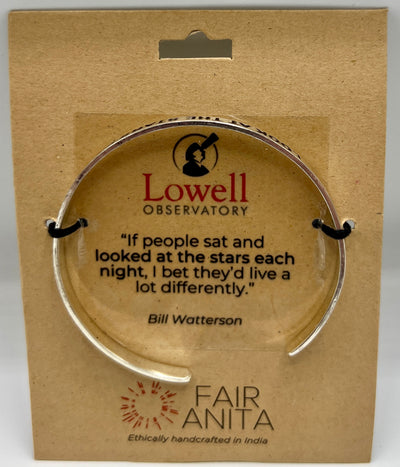 Lowell
OBSERVATORY
“If people sat and
looked at the stars each
night, I bet they’d live a
lot differently.”
Bill Watterson
FAIR
ANITA
Ethically handcrafted in India